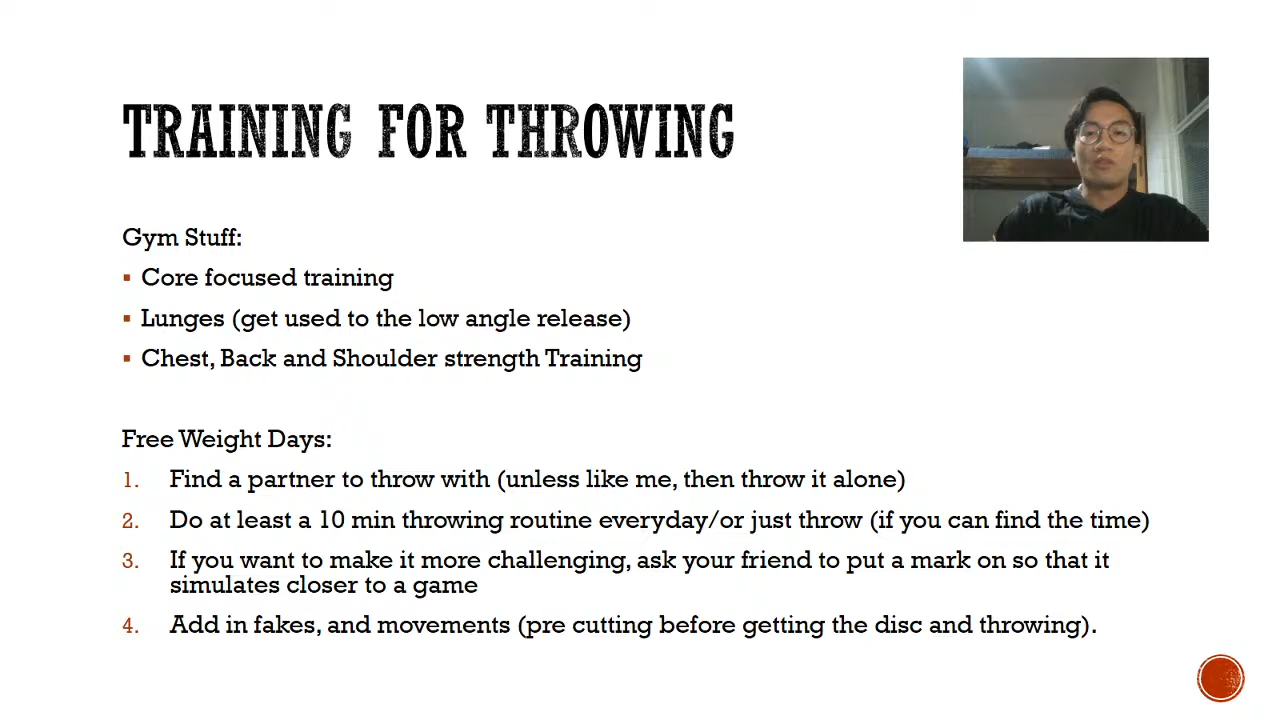 TRAINING FOR THROWING
Gym Stuff:
▪ Core focused training
▪ Lunges (get used to the low angle release)
▪ Chest, Back and Shoulder strength Training
Free Weight Days:
1. Find a partner to throw with (unless like me, then throw it alone)
2. Do at least a 10 min throwing routine everyday/or just throw (if you can find the time)
3. If you want to make it more challenging, ask your friend to put a mark on so that it
simulates closer to a game
4. Add in fakes, and movements (pre cutting before getting the disc and throwing).